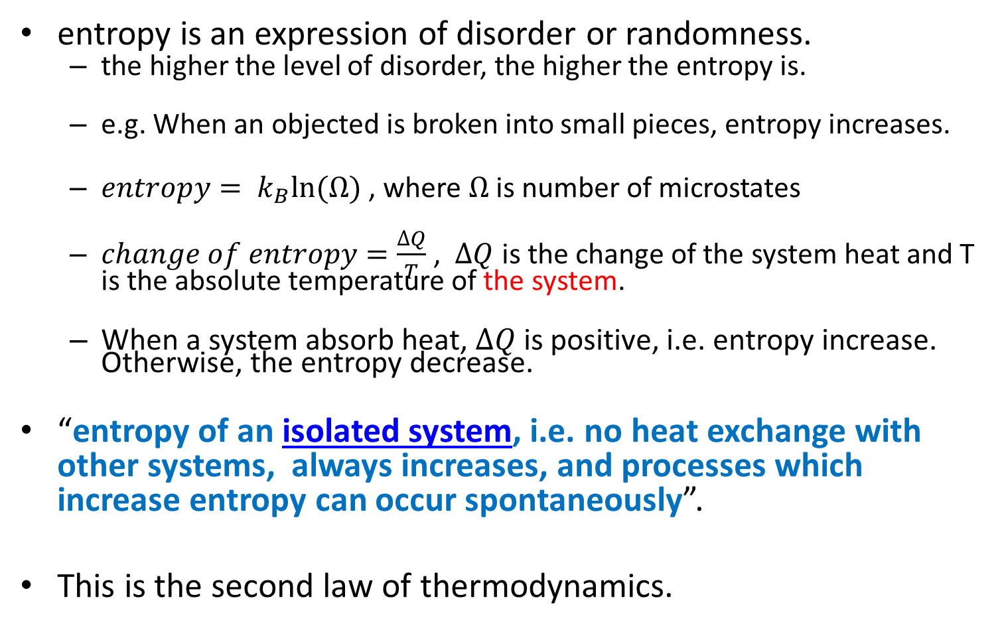 • entropy is an expression of disorder or randomness.
– the higher the level of disorder, the higher the entropy is.
– e.g. When an objected is broken into small pieces, entropy increases.
– entropy = k_B ln(Ω) , where Ω is number of microstates
– change of entropy = ΔQ/T , ΔQ is the change of the system heat and T
is the absolute temperature of the system.
– When a system absorb heat, ΔQ is positive, i.e. entropy increase.
Otherwise, the entropy decrease.
• “entropy of an isolated system, i.e. no heat exchange with
other systems, always increases, and processes which
increase entropy can occur spontaneously”.
• This is the second law of thermodynamics.